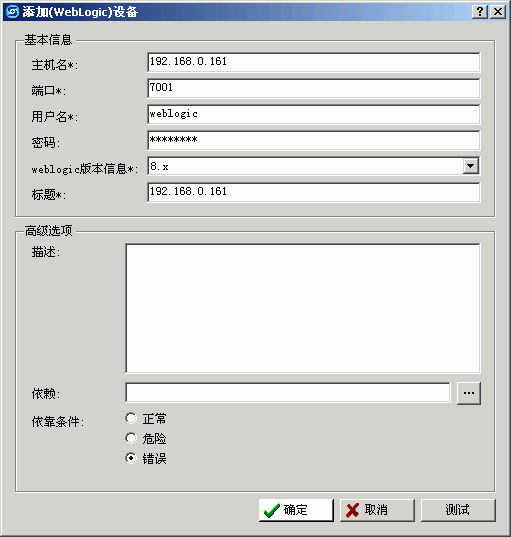 添加(WebLogic)设备
基本信息
主机名*: 192.168.0.161
端口*: 7001
用户名*: weblogic
密码: ********
weblogic版本信息*: 8.x
标题*: 192.168.0.161
高级选项
描述:
依赖: ...
依靠条件: 正常
危险
错误
确定 取消 测试